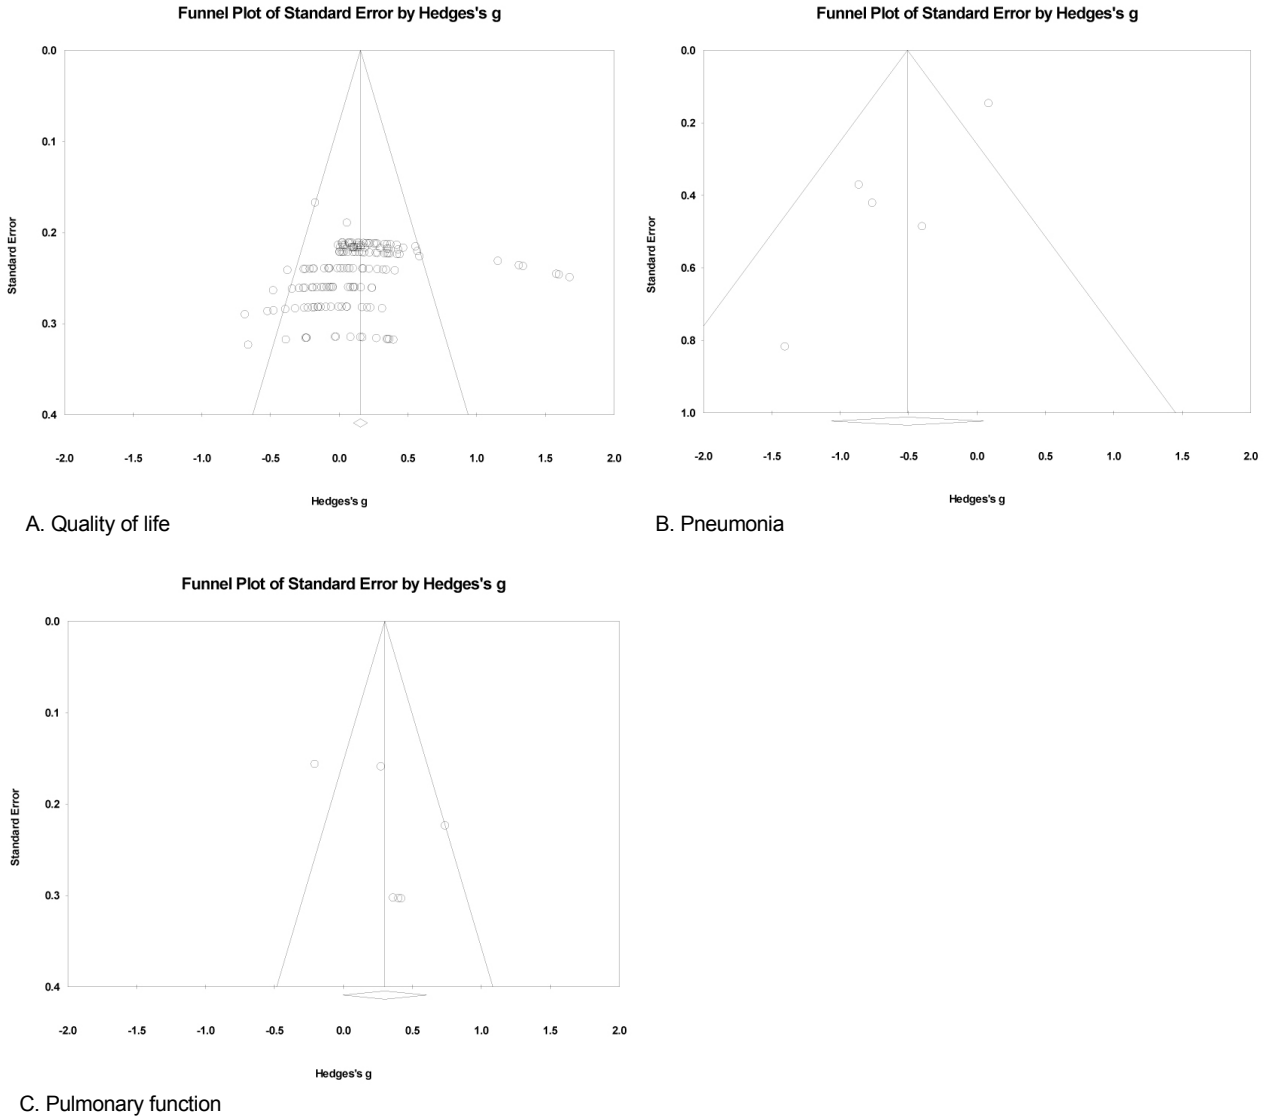 Funnel Plot of Standard Error by Hedges's g
0.0
0.1
0.2
0.3
0.4
Standard Error
-2.0 -1.5 -1.0 -0.5 0.0 0.5 1.0 1.5 2.0
Hedges's g
A. Quality of life
Funnel Plot of Standard Error by Hedges's g
0.0
0.2
0.4
0.6
0.8
1.0
Standard Error
-2.0 -1.5 -1.0 -0.5 0.0 0.5 1.0 1.5 2.0
Hedges's g
B. Pneumonia
Funnel Plot of Standard Error by Hedges's g
0.0
0.1
0.2
0.3
0.4
Standard Error
-2.0 -1.5 -1.0 -0.5 0.0 0.5 1.0 1.5 2.0
Hedges's g
C. Pulmonary function